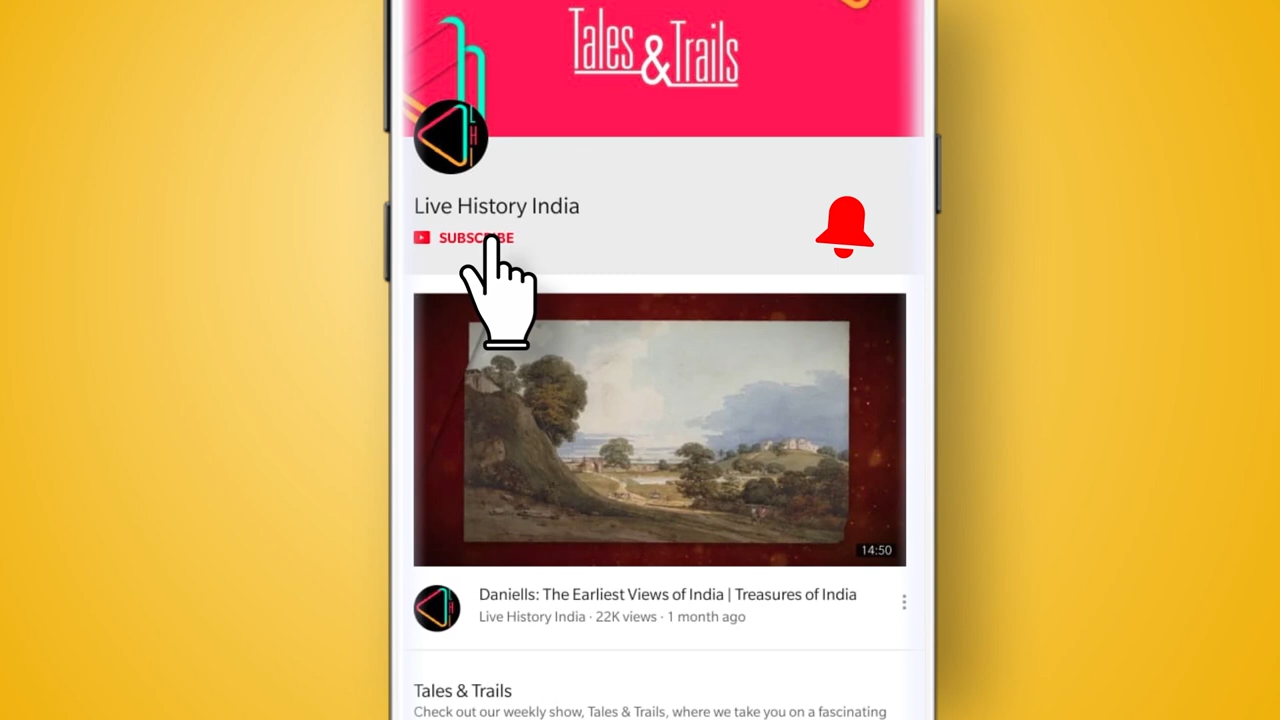 Tales & Trails
LHI
Live History India
SUBSCRIBE
14:50
Daniells: The Earliest Views of India | Treasures of India
LHI
Live History India · 22K views · 1 month ago
Tales & Trails
Check out our weekly show, Tales & Trails, where we take you on a fascinating